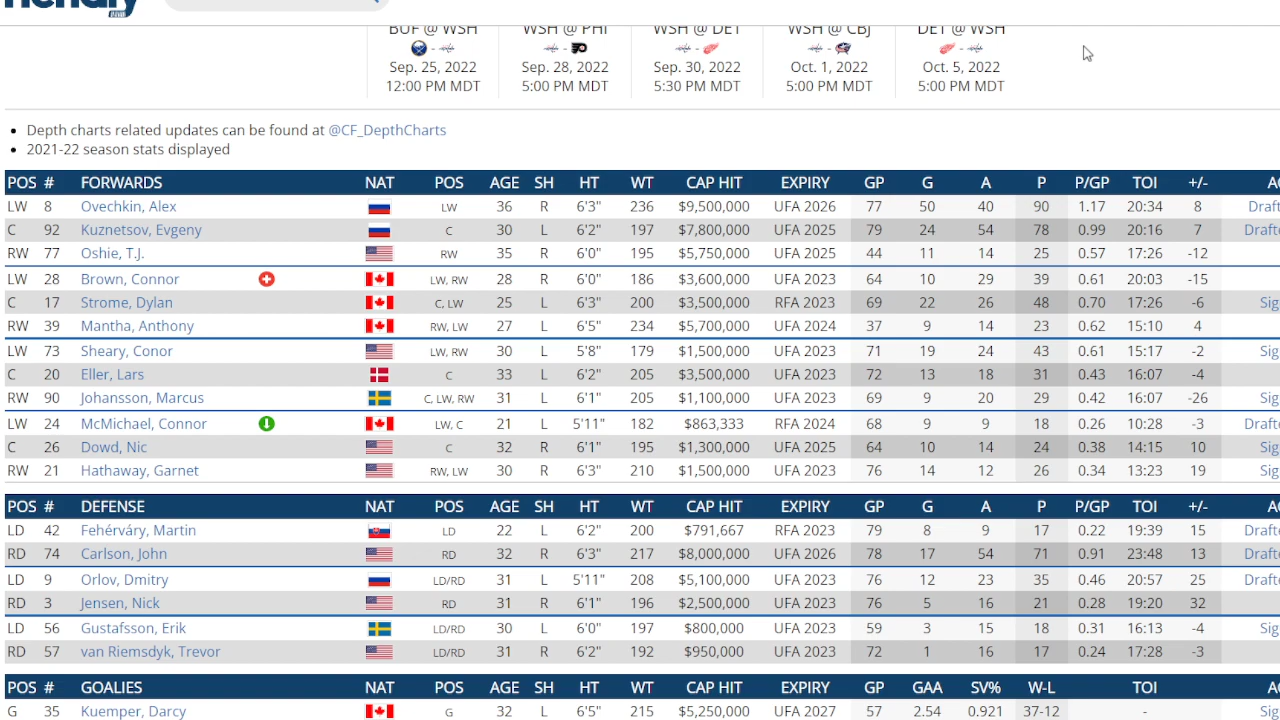 BUF @ WSH WSH @ PHI WSH @ DET WSH @ CBJ DET @ WSH
Sep. 25, 2022 Sep. 28, 2022 Sep. 30, 2022 Oct. 1, 2022 Oct. 5, 2022
12:00 PM MDT 5:00 PM MDT 5:30 PM MDT 5:00 PM MDT 5:00 PM MDT
• Depth charts related updates can be found at @CF_DepthCharts
• 2021-22 season stats displayed
POS # FORWARDS NAT POS AGE SH HT WT CAP HIT EXPIRY GP G A P P/GP TOI +/-
LW 8 Ovechkin, Alex LW 36 R 6'3" 236 $9,500,000 UFA 2026 77 50 40 90 1.17 20:34 8 Draft
C 92 Kuznetsov, Evgeny C 30 L 6'2" 197 $7,800,000 UFA 2025 79 24 54 78 0.99 20:16 7 Drafte
RW 77 Oshie, T.J. RW 35 R 6'0" 195 $5,750,000 UFA 2025 44 11 14 25 0.57 17:26 -12
LW 28 Brown, Connor LW, RW 28 R 6'0" 186 $3,600,000 UFA 2023 64 10 29 39 0.61 20:03 -15
C 17 Strome, Dylan C, LW 25 L 6'3" 200 $3,500,000 RFA 2023 69 22 26 48 0.70 17:26 -6 Sig
RW 39 Mantha, Anthony RW, LW 27 L 6'5" 234 $5,700,000 UFA 2024 37 9 14 23 0.62 15:10 4
LW 73 Sheary, Conor LW, RW 30 L 5'8" 179 $1,500,000 UFA 2023 71 19 24 43 0.61 15:17 -2 Sig
C 20 Eller, Lars C 33 L 6'2" 205 $3,500,000 UFA 2023 72 13 18 31 0.43 16:07 -4
RW 90 Johansson, Marcus C, LW, RW 31 L 6'1" 205 $1,100,000 UFA 2023 69 9 20 29 0.42 16:07 -26 Sig
LW 24 McMichael, Connor LW, C 21 L 5'11" 182 $863,333 RFA 2024 68 9 9 18 0.26 10:28 -3 Drafte
C 26 Dowd, Nic C 32 R 6'1" 195 $1,300,000 UFA 2025 64 10 14 24 0.38 14:15 10 Sig
RW 21 Hathaway, Garnet RW, LW 30 R 6'3" 210 $1,500,000 UFA 2023 76 14 12 26 0.34 13:23 19 Sig
POS # DEFENSE NAT POS AGE SH HT WT CAP HIT EXPIRY GP G A P P/GP TOI +/-
LD 42 Fehérváry, Martin LD 22 L 6'2" 200 $791,667 RFA 2023 79 8 9 17 0.22 19:39 15 Drafte
RD 74 Carlson, John RD 32 R 6'3" 217 $8,000,000 UFA 2026 78 17 54 71 0.91 23:48 13 Drafte
LD 9 Orlov, Dmitry LD/RD 31 L 5'11" 208 $5,100,000 UFA 2023 76 12 23 35 0.46 20:57 25 Drafte
RD 3 Jensen, Nick RD 31 R 6'1" 196 $2,500,000 UFA 2023 76 5 16 21 0.28 19:20 32
LD 56 Gustafsson, Erik LD/RD 30 L 6'0" 197 $800,000 UFA 2023 59 3 15 18 0.31 16:13 -4 Sig
RD 57 van Riemsdyk, Trevor LD/RD 31 R 6'2" 192 $950,000 UFA 2023 72 1 16 17 0.24 17:28 -3
POS # GOALIES NAT POS AGE SH HT WT CAP HIT EXPIRY GP GAA SV% W-L TOI
G 35 Kuemper, Darcy G 32 L 6'5" 215 $5,250,000 UFA 2027 57 2.54 0.921 37-12 - Sig